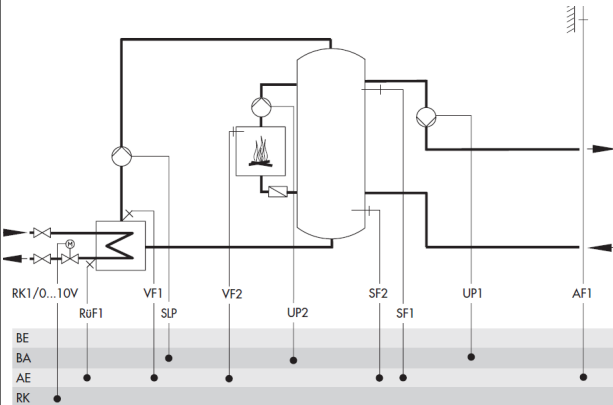 M
RK1/0...10V VF1 VF2 SF2 UP1 AF1
RüF1 SLP UP2 SF1
BE
BA
AE
RK